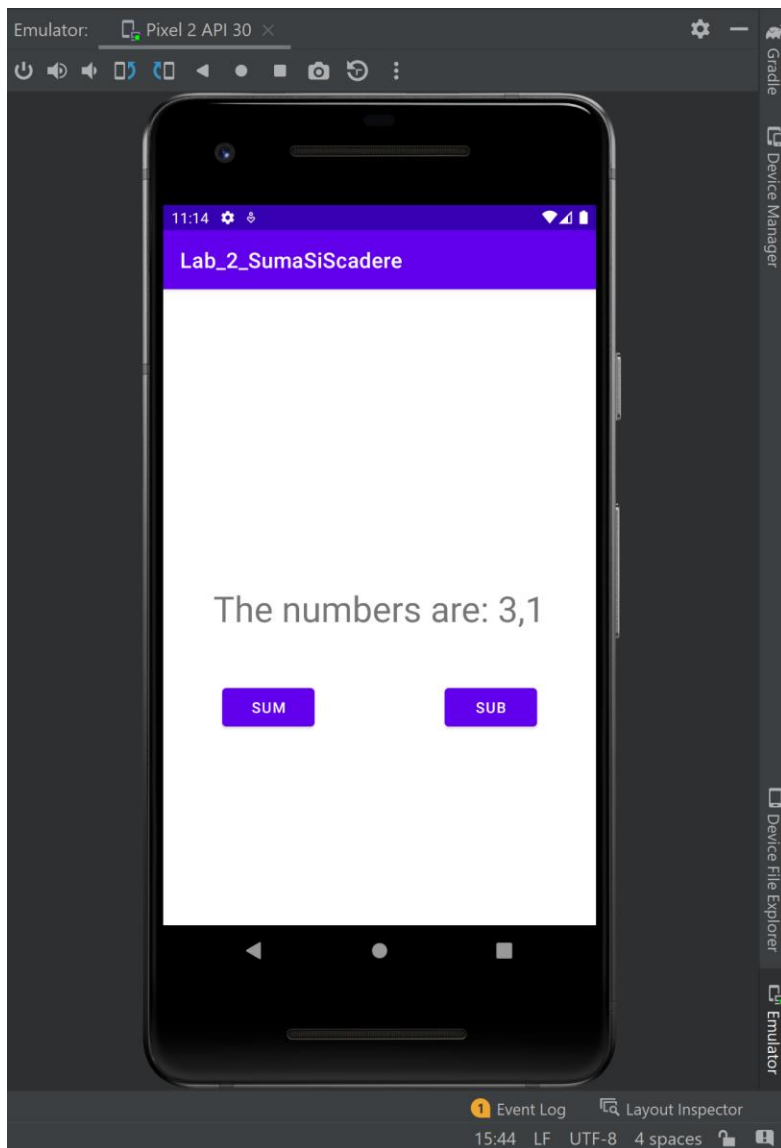 Emulator: Pixel 2 API 30
11:14
Lab_2_SumaSiScadere
The numbers are: 3,1
SUM SUB
Gradle
Device Manager
Device File Explorer
Emulator
1 Event Log Layout Inspector
15:44 LF UTF-8 4 spaces